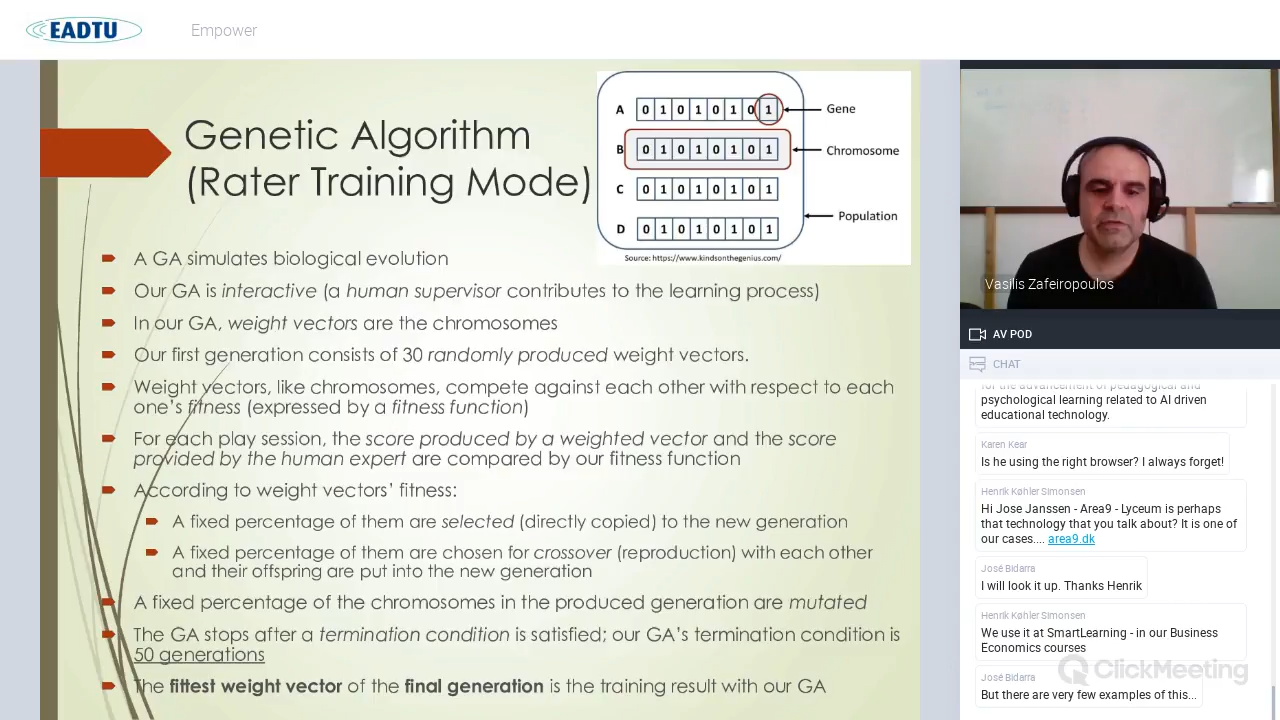 EADTU
Empower
Genetic Algorithm
(Rater Training Mode)
A 0 1 0 1 0 1 0 1 Gene
B 0 1 0 1 0 1 0 1 Chromosome
C 0 1 0 1 0 1 0 1
Population
D 0 1 0 1 0 1 0 1
Source: https://www.kindsonthegenius.com/
A GA simulates biological evolution
Our GA is interactive (a human supervisor contributes to the learning process)
In our GA, weight vectors are the chromosomes
Our first generation consists of 30 randomly produced weight vectors.
Weight vectors, like chromosomes, compete against each other with respect to each
one's fitness (expressed by a fitness function)
For each play session, the score produced by a weighted vector and the score
provided by the human expert are compared by our fitness function
According to weight vectors' fitness:
A fixed percentage of them are selected (directly copied) to the new generation
A fixed percentage of them are chosen for crossover (reproduction) with each other
and their offspring are put into the new generation
A fixed percentage of the chromosomes in the produced generation are mutated
The GA stops after a termination condition is satisfied; our GA's termination condition is
50 generations
The fittest weight vector of the final generation is the training result with our GA
Vasilis Zafeiropoulos
AV POD
CHAT
for the advancement of pedagogical and
psychological learning related to AI driven
educational technology.
Karen Kear
Is he using the right browser? I always forget!
Henrik Køhler Simonsen
Hi Jose Janssen - Area9 - Lyceum is perhaps
that technology that you talk about? It is one of
our cases.... area9.dk
José Bidarra
I will look it up. Thanks Henrik
Henrik Køhler Simonsen
We use it at SmartLearning - in our Business
Economics courses
José Bidarra
But there are very few examples of this...
ClickMeeting